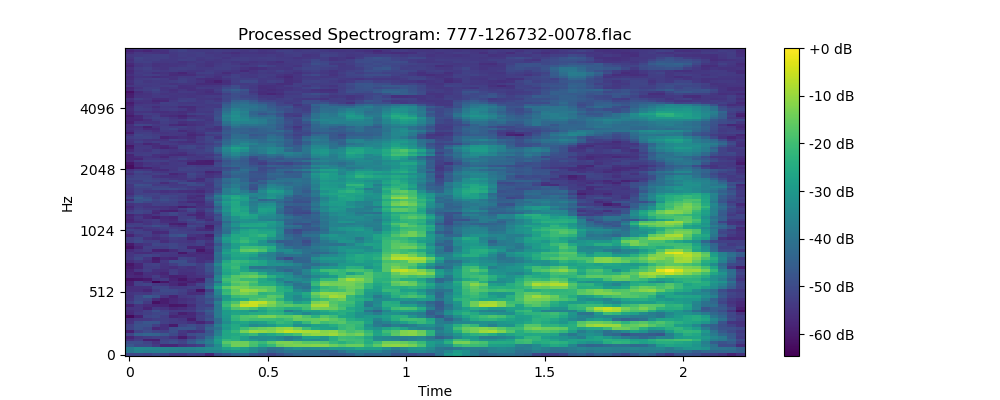 Processed Spectrogram: 777-126732-0078.flac
+0 dB
-10 dB
-20 dB
-30 dB
-40 dB
-50 dB
-60 dB
Hz
4096
2048
1024
512
0
0 0.5 1 1.5 2
Time